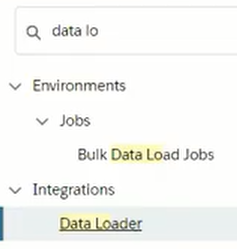 data lo
Environments
Jobs
Bulk Data Load Jobs
Integrations
Data Loader